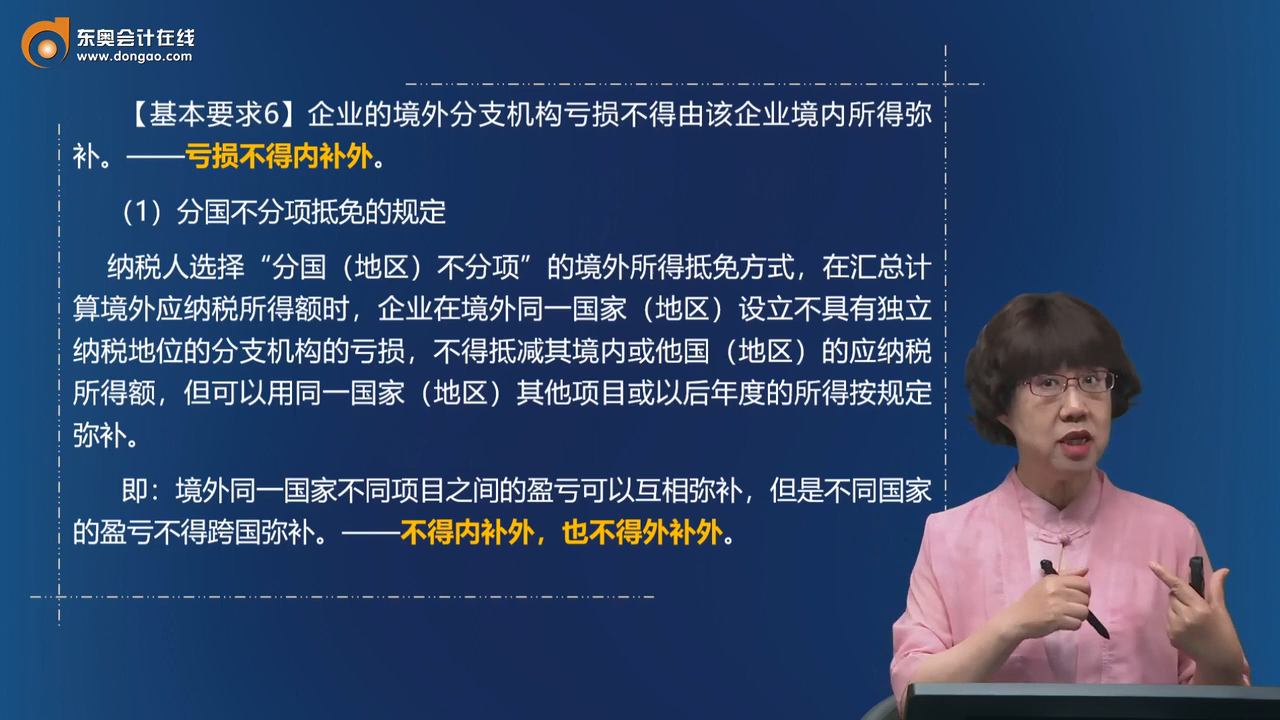 东奥会计在线
www.dongao.com
【基本要求6】企业的境外分支机构亏损不得由该企业境内所得弥
补。——亏损不得内补外。
（1）分国不分项抵免的规定
纳税人选择“分国（地区）不分项”的境外所得抵免方式，在汇总计
算境外应纳税所得额时，企业在境外同一国家（地区）设立不具有独立
纳税地位的分支机构的亏损，不得抵减其境内或他国（地区）的应纳税
所得额，但可以用同一国家（地区）其他项目或以后年度的所得按规定
弥补。
即：境外同一国家不同项目之间的盈亏可以互相弥补，但是不同国家
的盈亏不得跨国弥补。——不得内补外，也不得外补外。